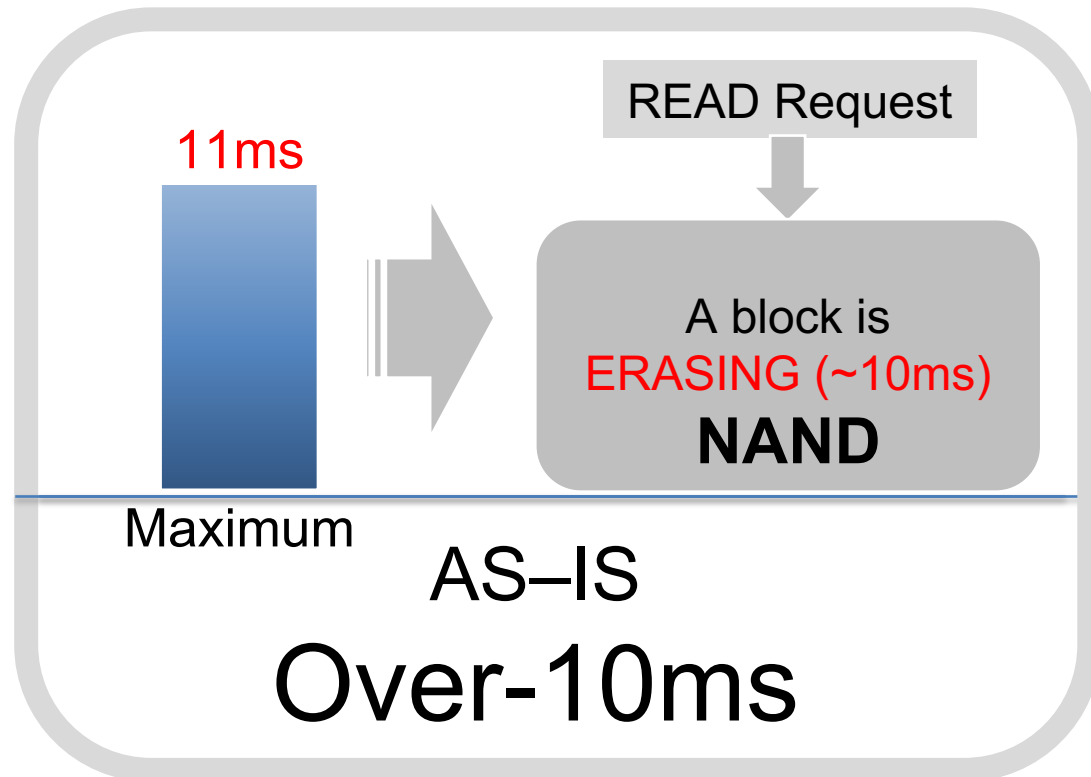 11ms
Maximum
READ Request
A block is
ERASING (~10ms)
NAND
AS–IS
Over-10ms